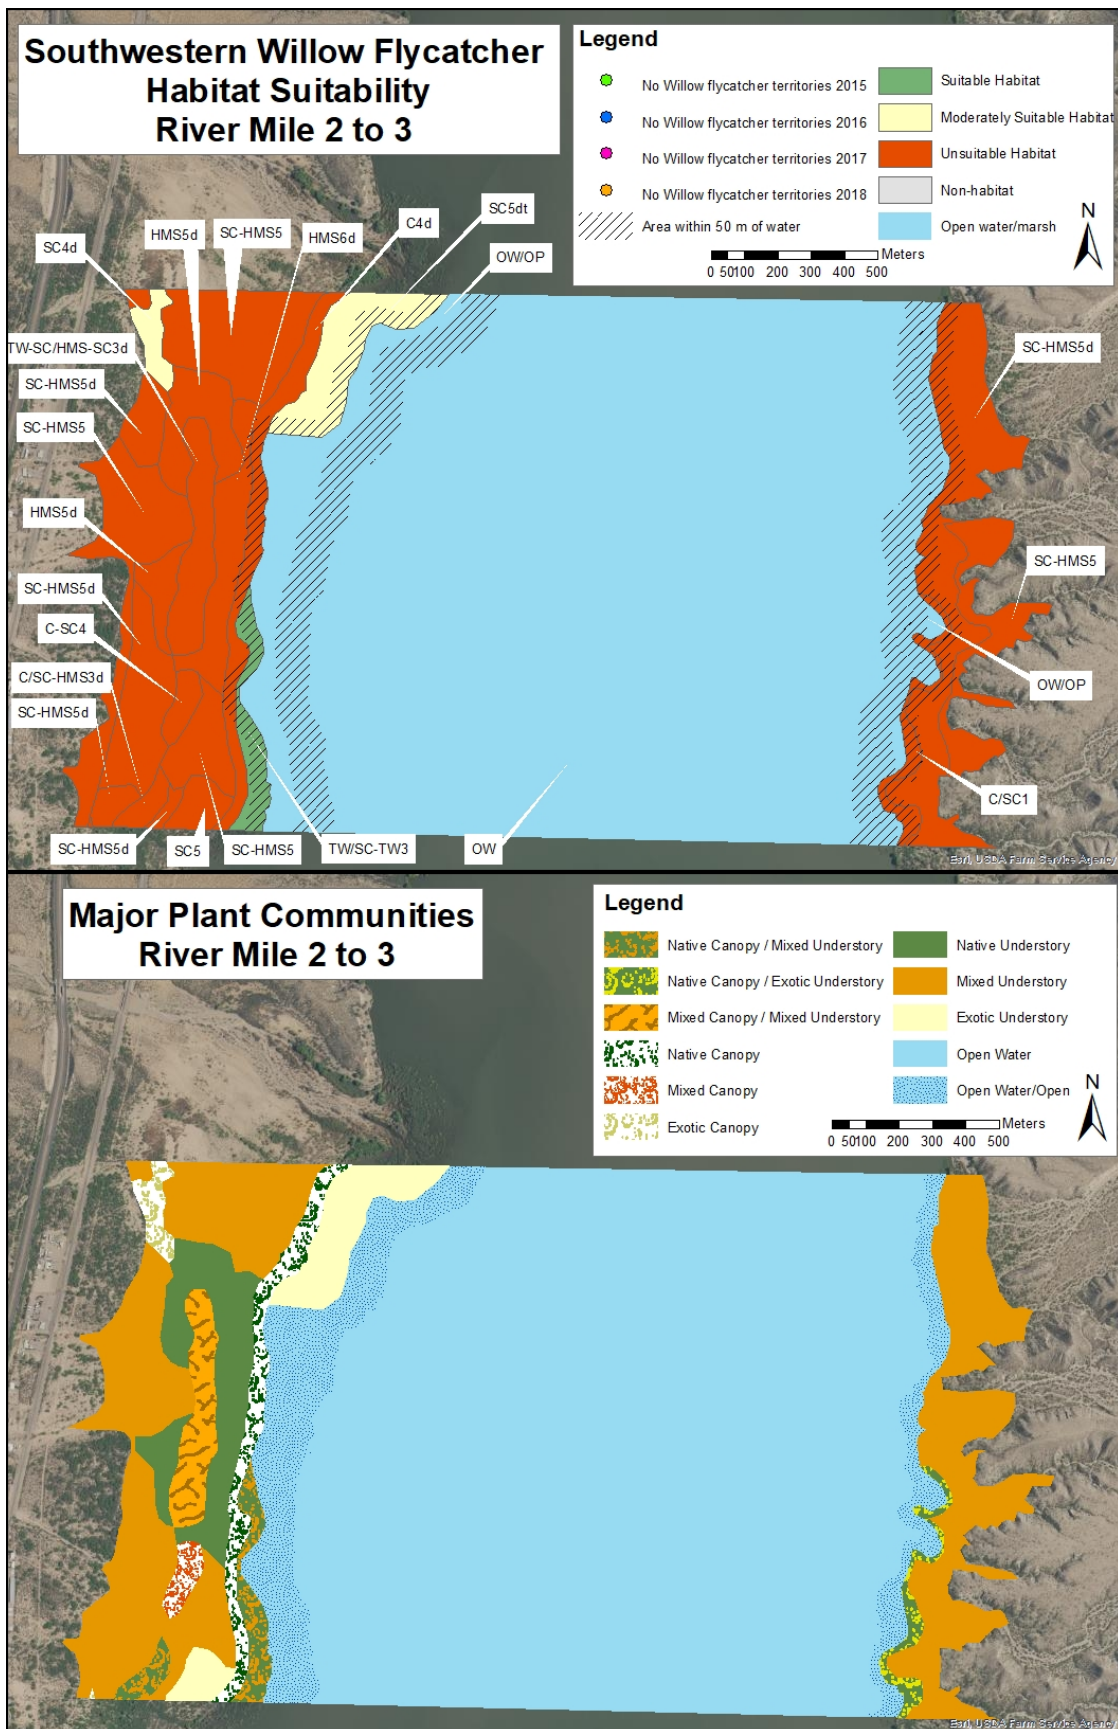 Southwestern Willow Flycatcher
Habitat Suitability
River Mile 2 to 3
Legend
No Willow flycatcher territories 2015
No Willow flycatcher territories 2016
No Willow flycatcher territories 2017
No Willow flycatcher territories 2018
Area within 50 m of water
Suitable Habitat
Moderately Suitable Habitat
Unsuitable Habitat
Non-habitat
Open water/marsh
Meters
0 50100 200 300 400 500
N
SC4d
HMS5d
SC-HMS5
HMS6d
C4d
SC5dt
OW/OP
TW-SC/HMS-SC3d
SC-HMS5d
SC-HMS5
HMS5d
SC-HMS5d
C-SC4
C/SC-HMS3d
SC-HMS5d
SC-HMS5d
SC5
SC-HMS5
TW/SC-TW3
OW
SC-HMS5d
SC-HMS5
OW/OP
C/SC1
Esri, USDA Farm Service Agency
Major Plant Communities
River Mile 2 to 3
Legend
Native Canopy / Mixed Understory
Native Canopy / Exotic Understory
Mixed Canopy / Mixed Understory
Native Canopy
Mixed Canopy
Exotic Canopy
Native Understory
Mixed Understory
Exotic Understory
Open Water
Open Water/Open
Meters
0 50100 200 300 400 500
N
Esri, USDA Farm Service Agency